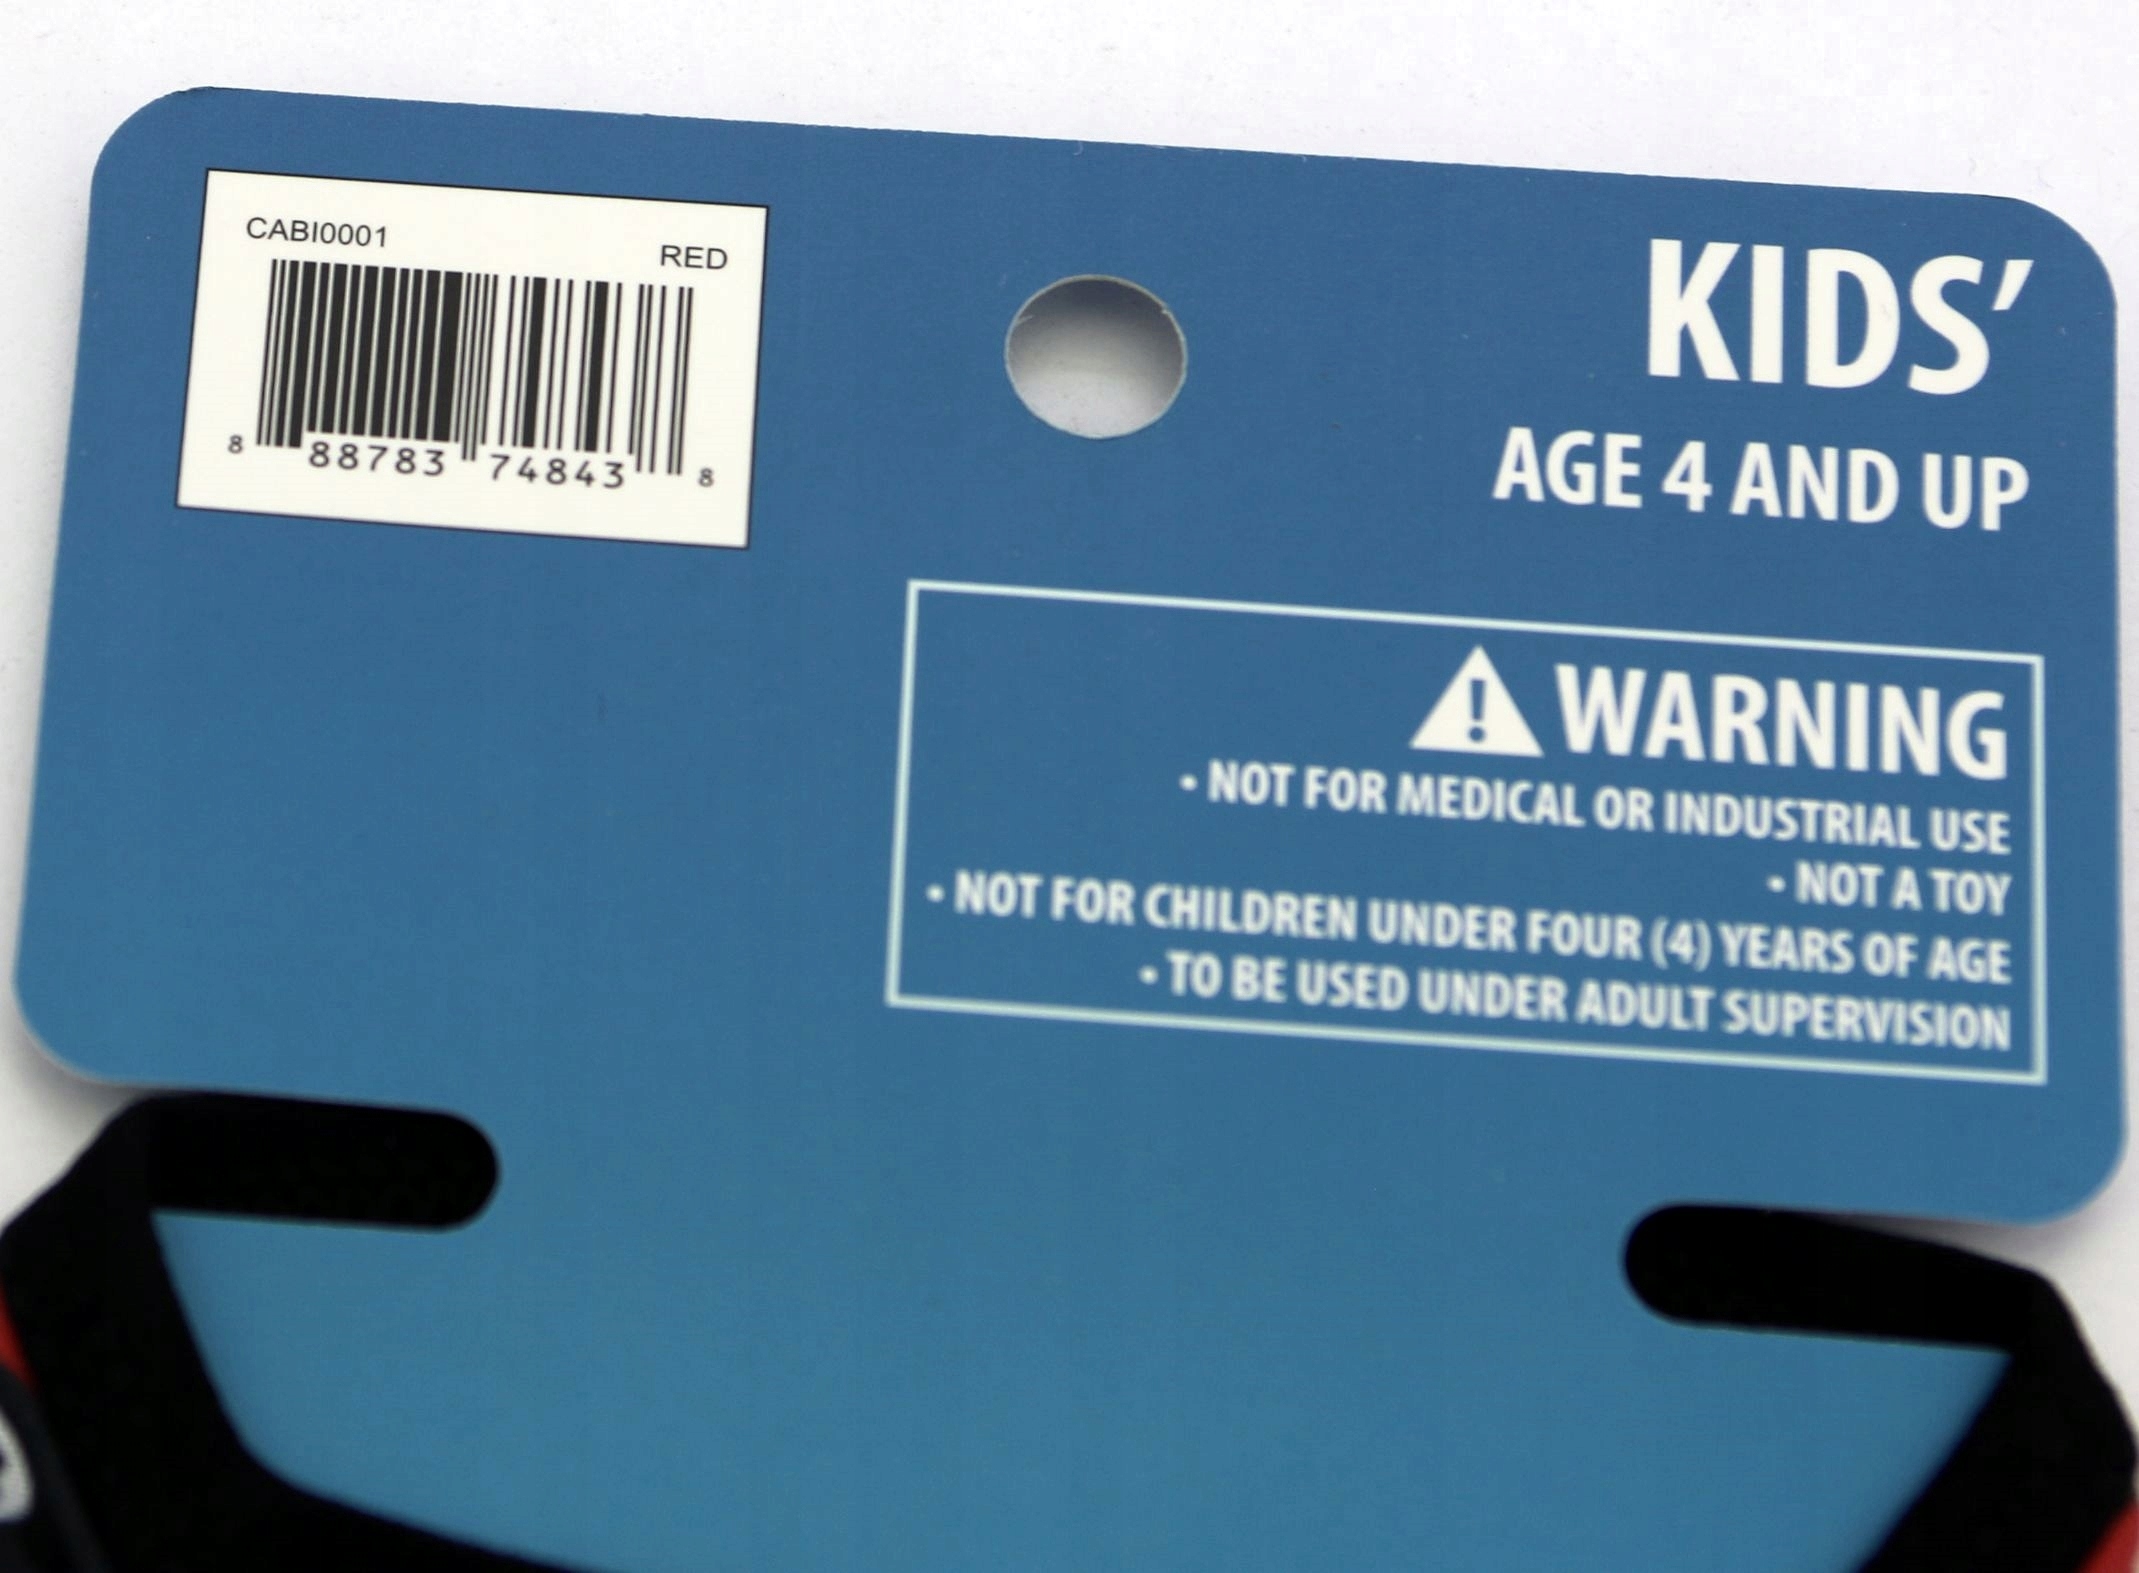 CABI0001
RED
8 88783 74843 8
KIDS’
AGE 4 AND UP
WARNING
• NOT FOR MEDICAL OR INDUSTRIAL USE
• NOT A TOY
• NOT FOR CHILDREN UNDER FOUR (4) YEARS OF AGE
• TO BE USED UNDER ADULT SUPERVISION